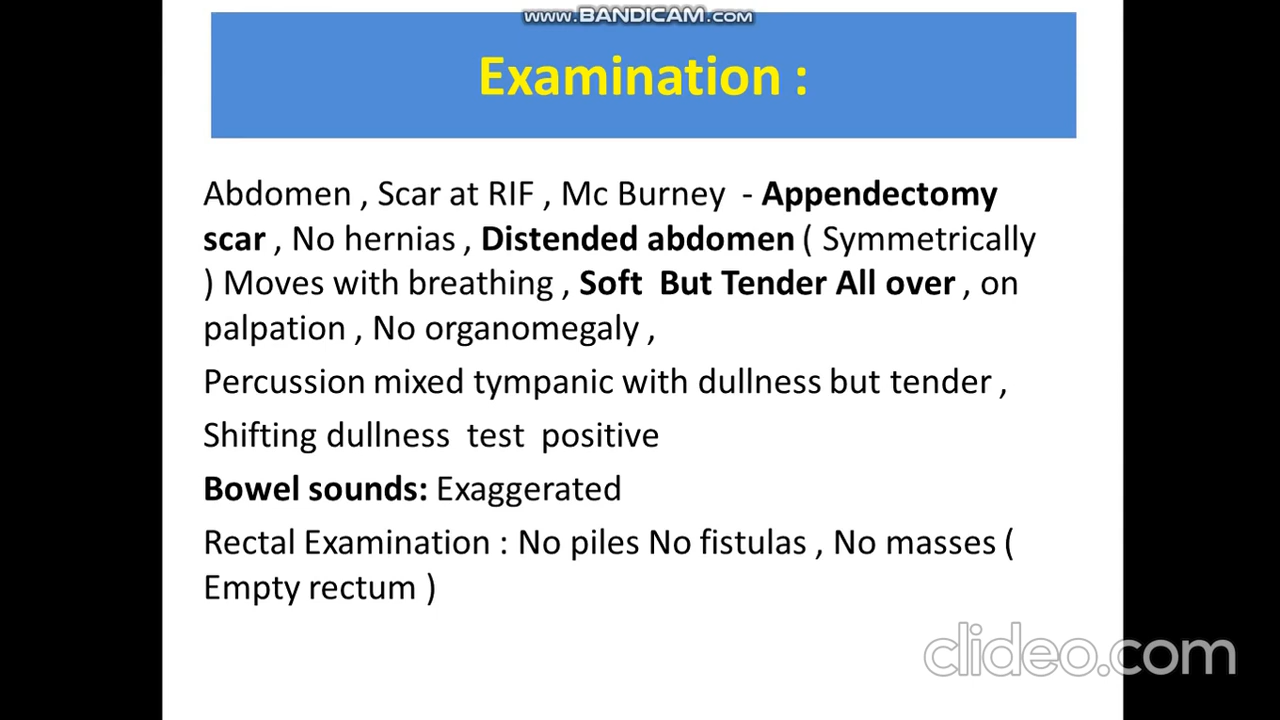 www.BANDICAM.com
Examination :
Abdomen , Scar at RIF , Mc Burney - Appendectomy
scar , No hernias , Distended abdomen ( Symmetrically
) Moves with breathing , Soft But Tender All over , on
palpation , No organomegaly ,
Percussion mixed tympanic with dullness but tender ,
Shifting dullness test positive
Bowel sounds: Exaggerated
Rectal Examination : No piles No fistulas , No masses (
Empty rectum )
clideo.com